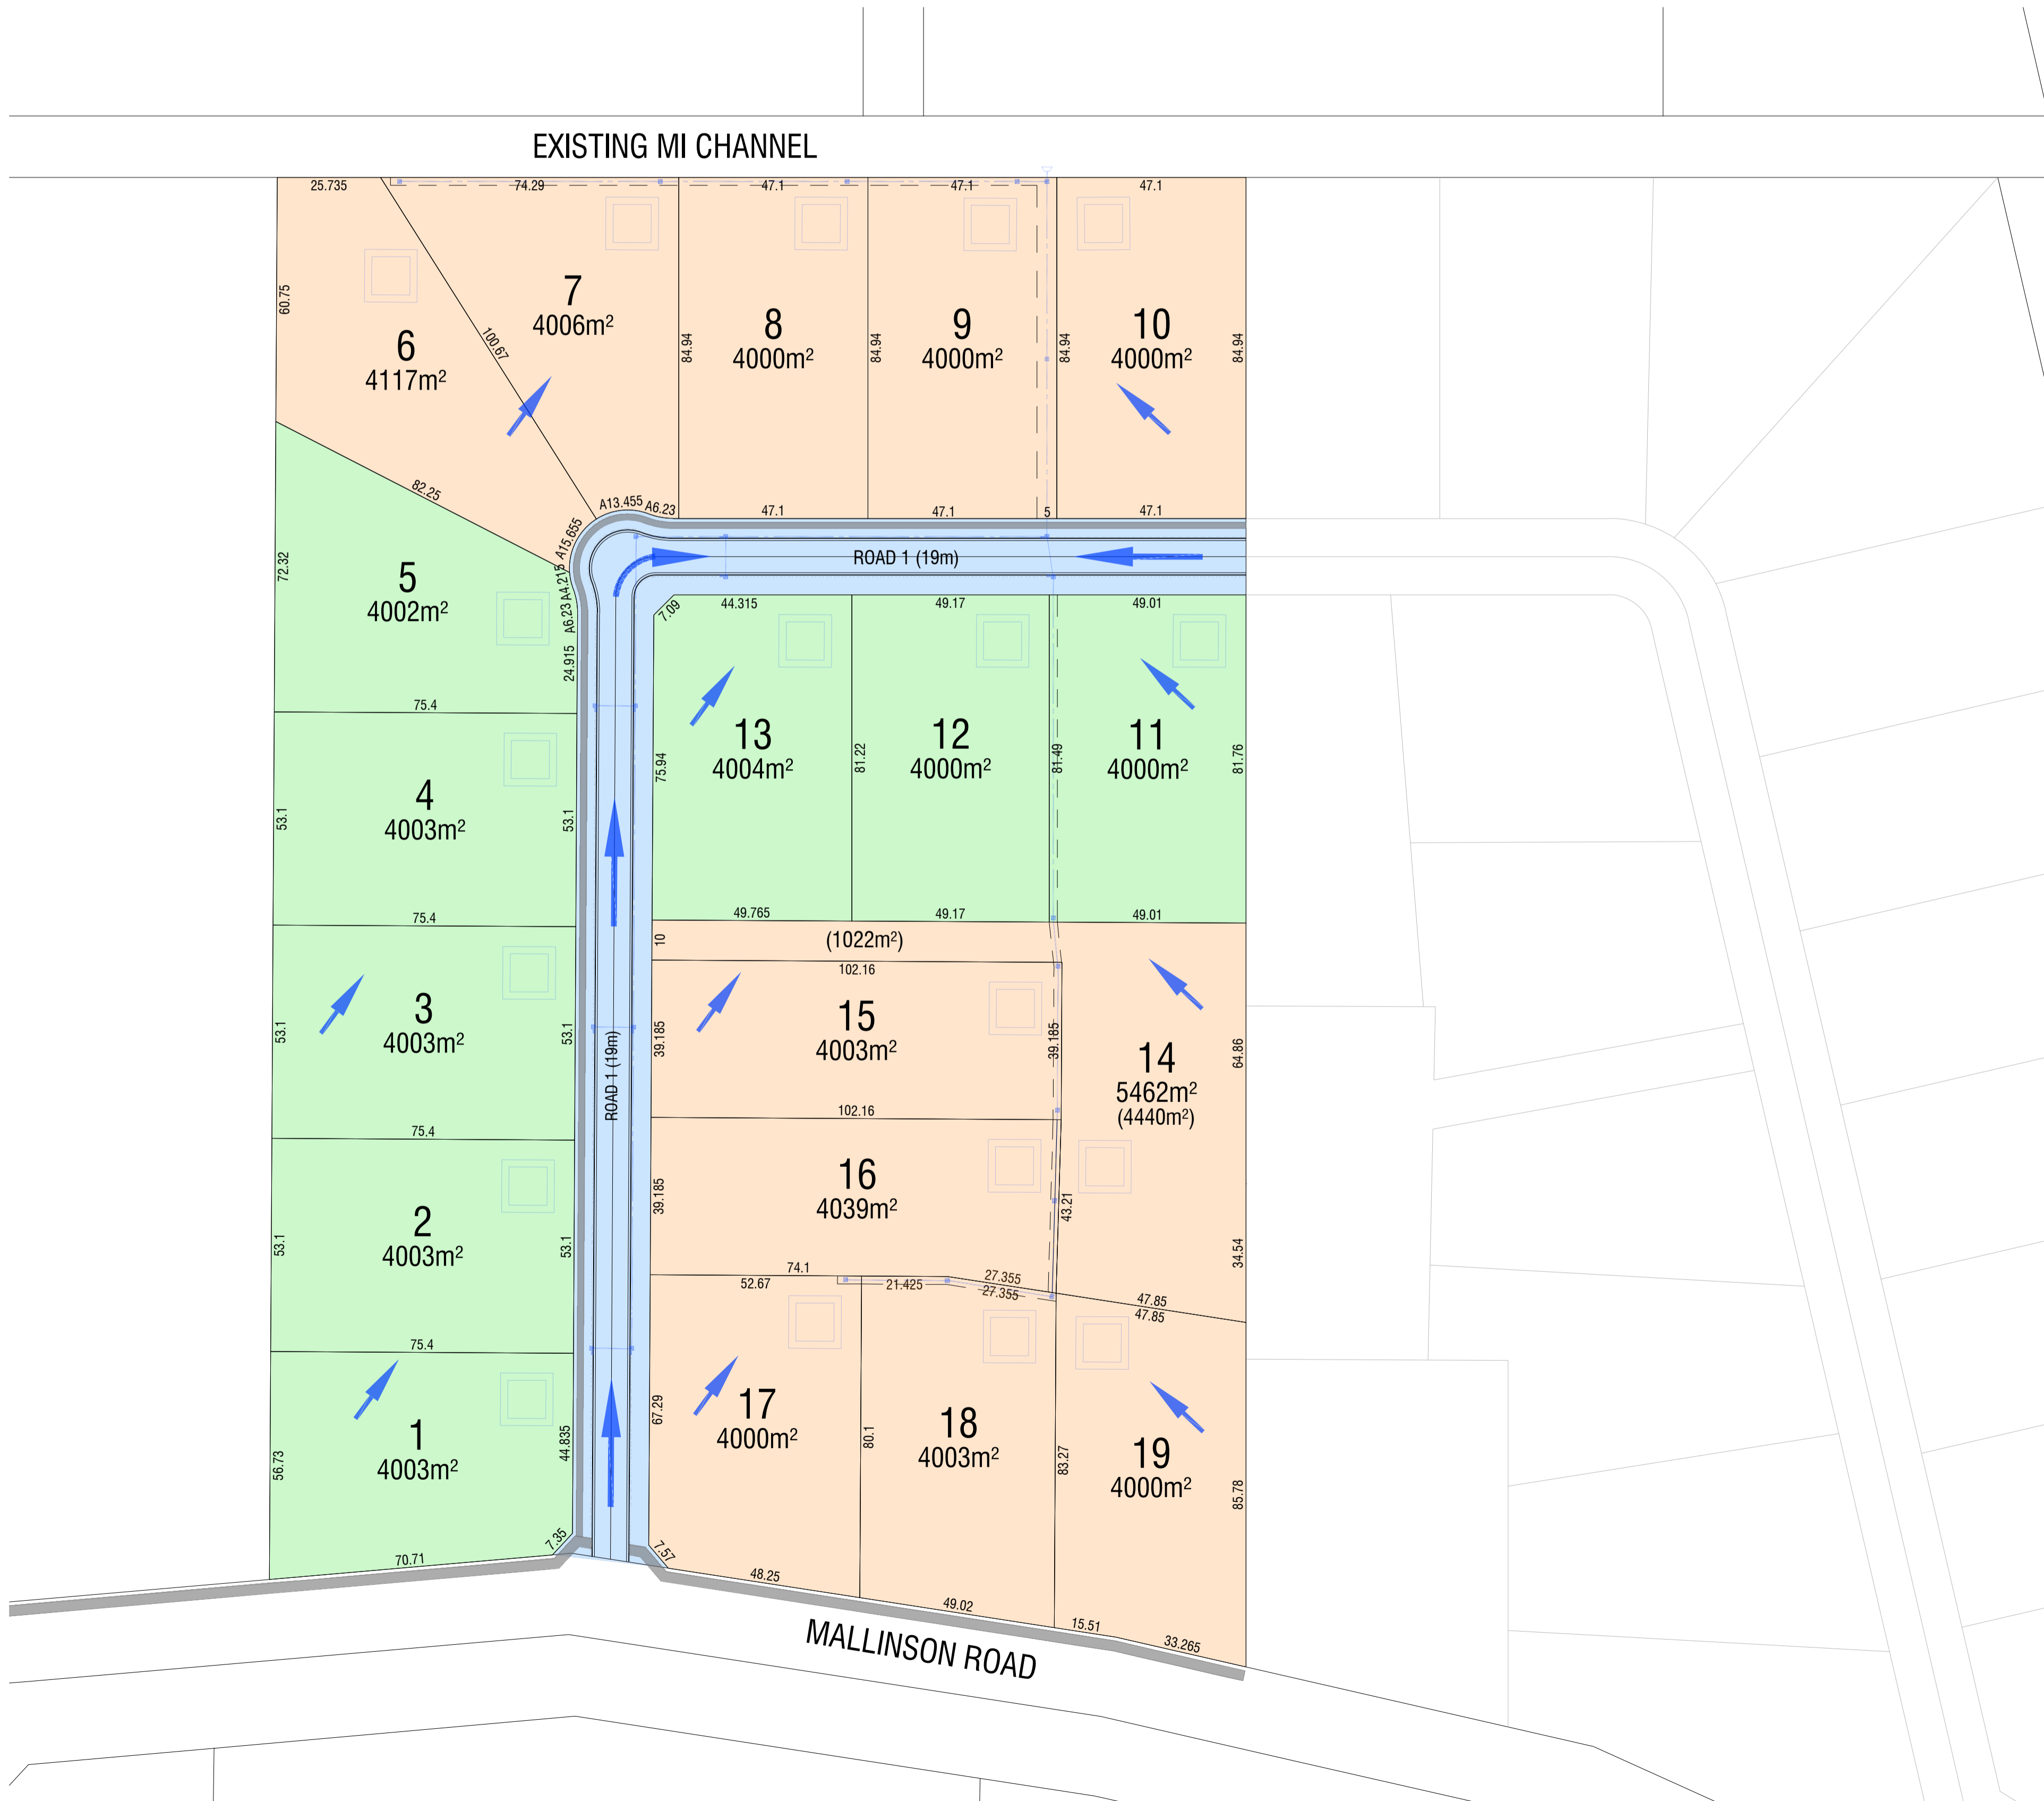 EXISTING MI CHANNEL
25.735
74.29
47.1
47.1
47.1
60.75
6
4117m²
100.67
7
4006m²
84.94
8
4000m²
84.94
9
4000m²
84.94
10
4000m²
84.94
82.25
A15.655
A13.455
A6.23
47.1
47.1
5
47.1
ROAD 1 (19m)
72.32
5
4002m²
A4.215
A6.23
24.915
75.4
7.09
44.315
49.17
49.01
75.94
13
4004m²
81.22
12
4000m²
81.49
11
4000m²
81.76
49.765
49.17
49.01
53.1
4
4003m²
53.1
75.4
10
(1022m²)
102.16
53.1
3
4003m²
53.1
75.4
ROAD 1 (19m)
39.185
15
4003m²
39.185
102.16
14
5462m²
(4440m²)
64.86
34.54
53.1
2
4003m²
53.1
75.4
39.185
16
4039m²
43.21
74.1
27.355
47.85
52.67
21.425
27.355
47.85
56.73
1
4003m²
44.835
7.35
70.71
67.29
17
4000m²
80.1
18
4003m²
83.27
19
4000m²
85.78
7.57
48.25
49.02
15.51
33.265
MALLINSON ROAD